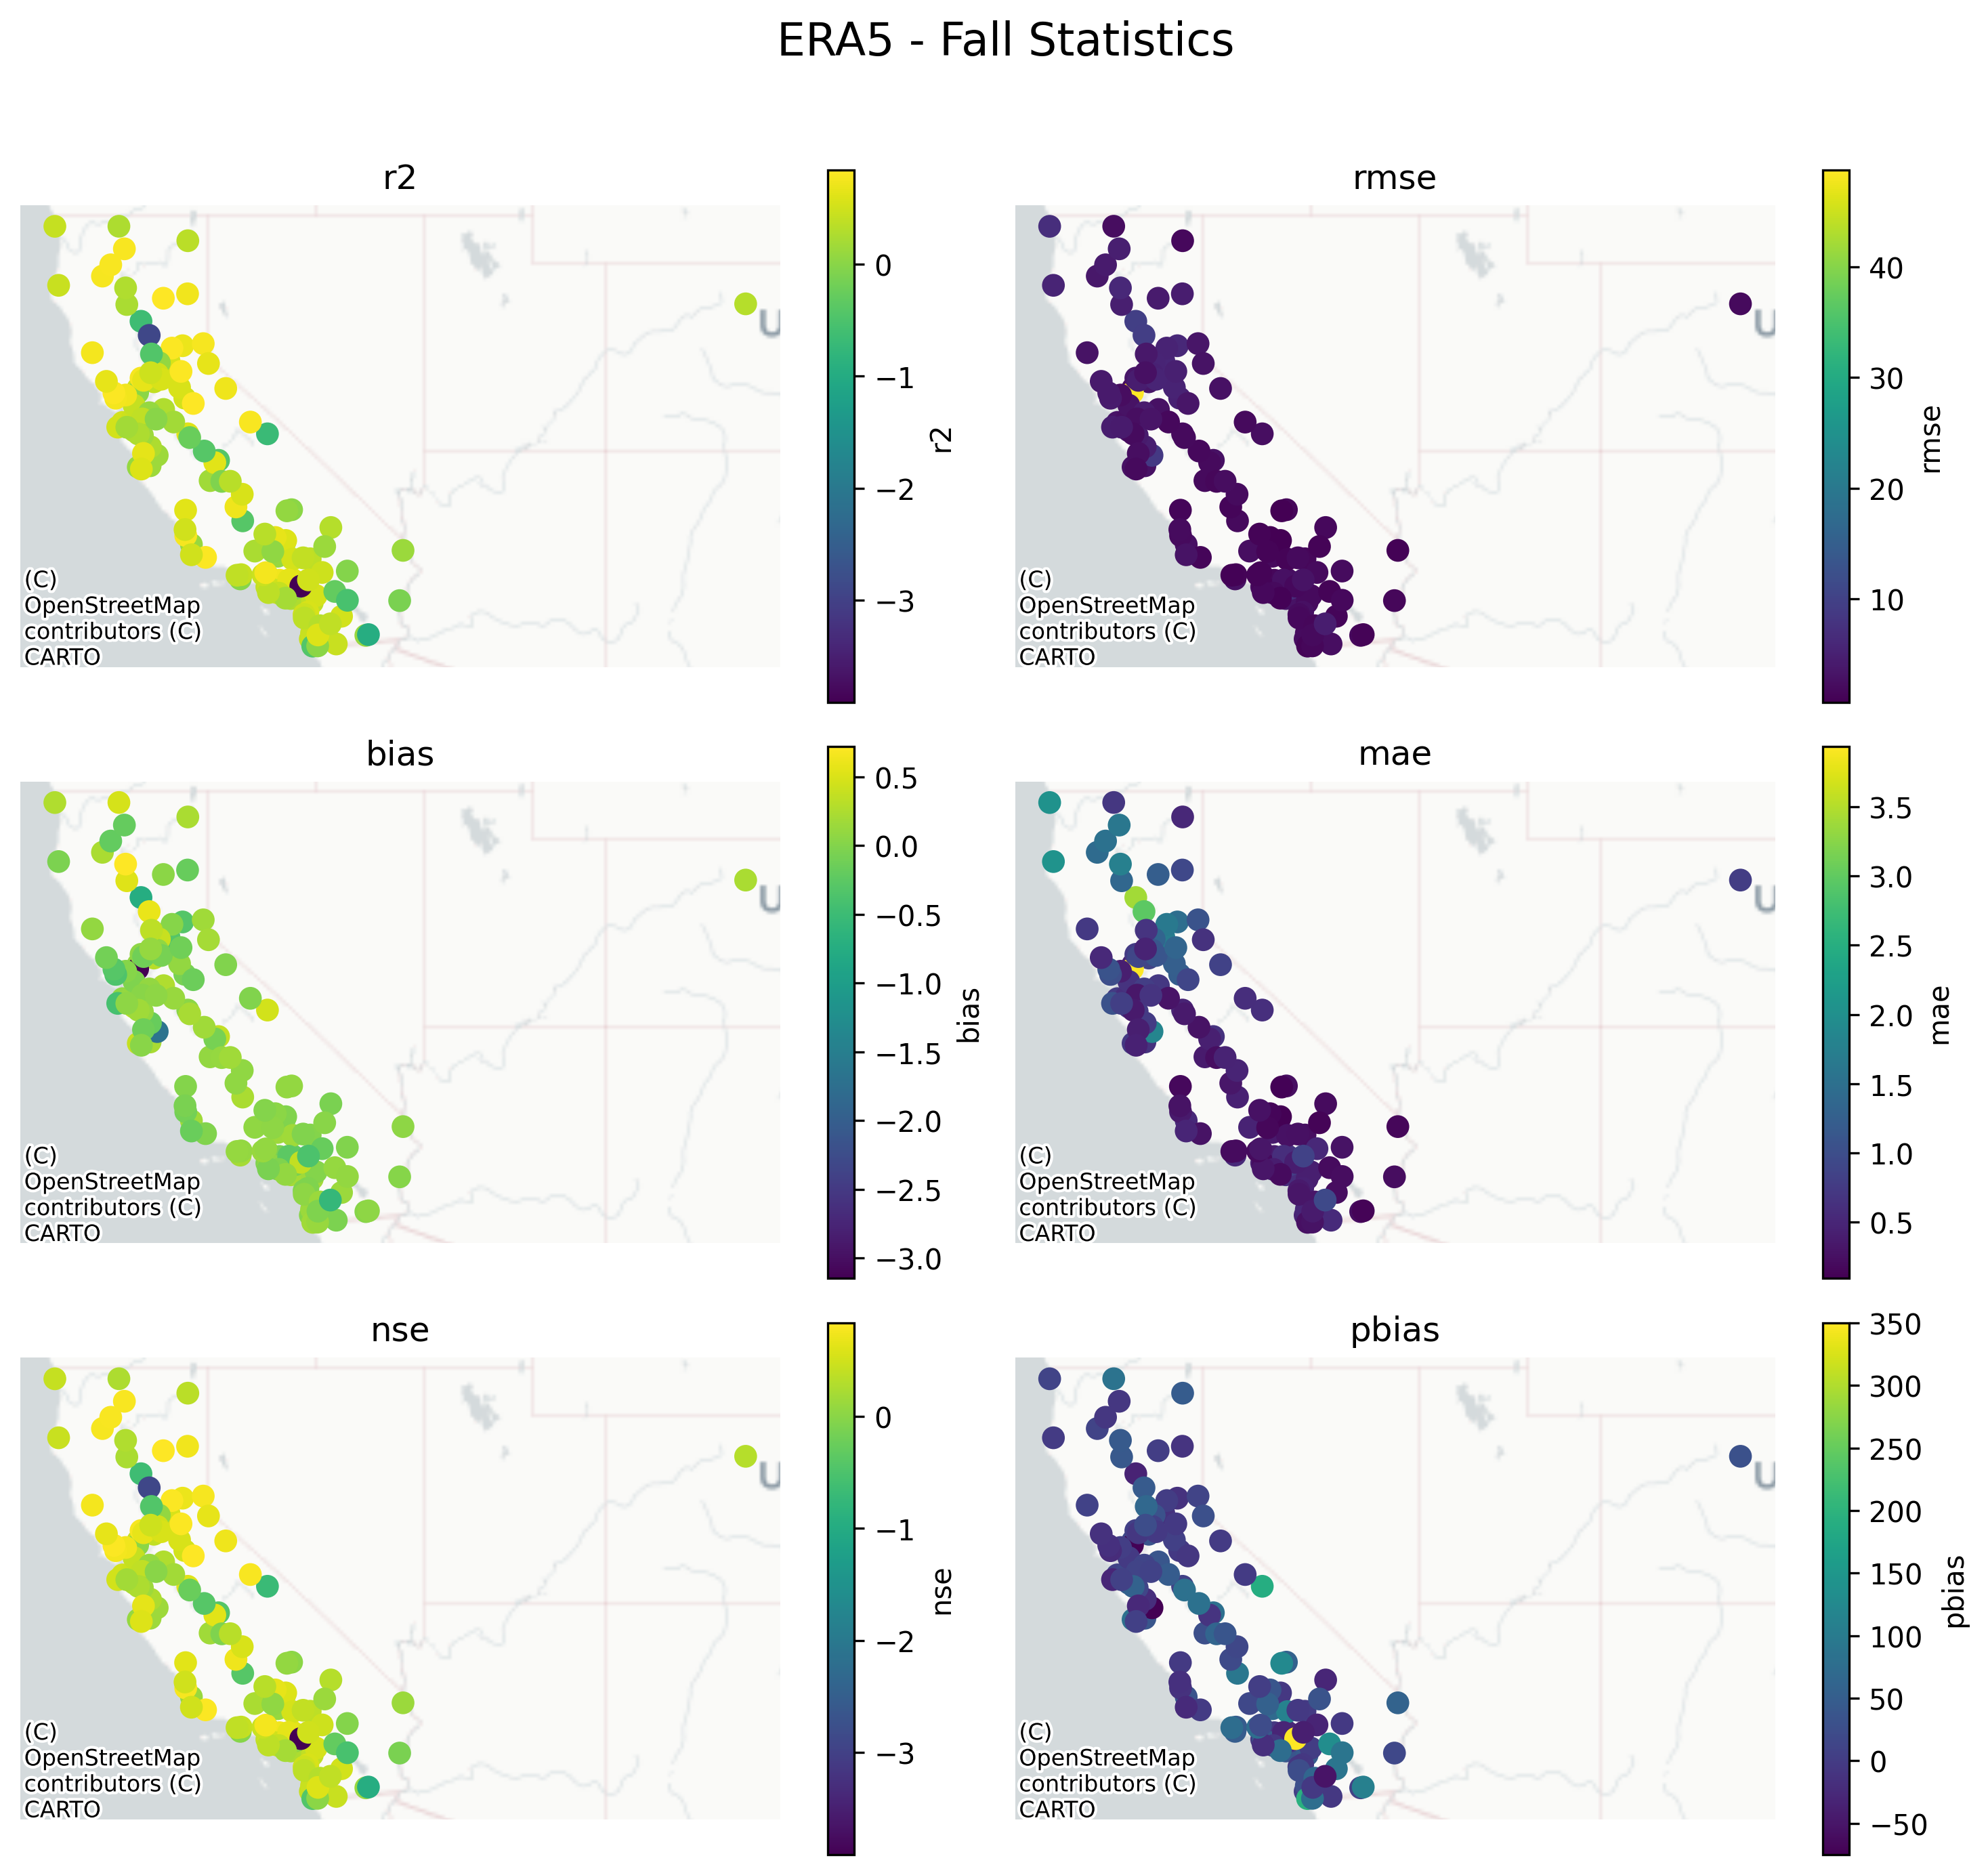 ERA5 - Fall Statistics
r2
0
−1
−2
−3
r2
U
(C)
OpenStreetMap
contributors (C)
CARTO
rmse
40
30
20
10
rmse
U
(C)
OpenStreetMap
contributors (C)
CARTO
bias
0.5
0.0
−0.5
−1.0
−1.5
−2.0
−2.5
−3.0
bias
U
(C)
OpenStreetMap
contributors (C)
CARTO
mae
3.5
3.0
2.5
2.0
1.5
1.0
0.5
mae
U
(C)
OpenStreetMap
contributors (C)
CARTO
nse
0
−1
−2
−3
nse
U
(C)
OpenStreetMap
contributors (C)
CARTO
pbias
350
300
250
200
150
100
50
0
−50
pbias
U
(C)
OpenStreetMap
contributors (C)
CARTO